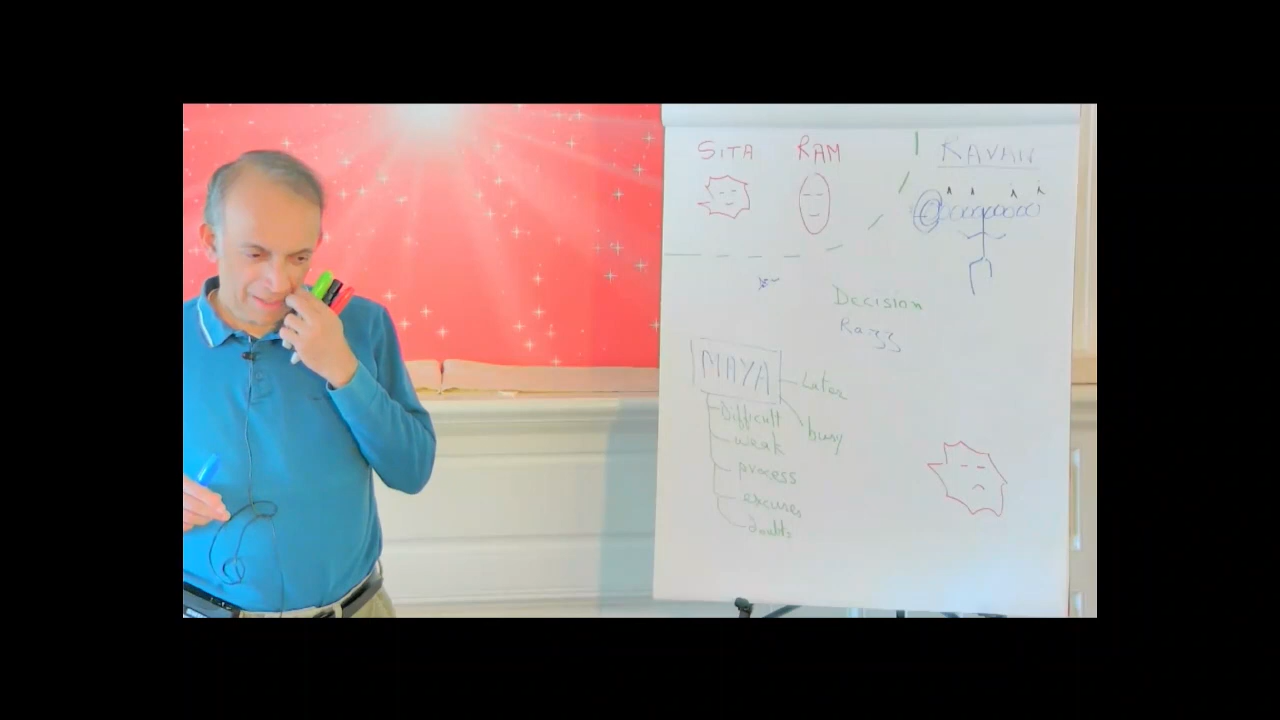 SITA RAM RAVAN
Decision
MAYA
Later
Difficult
busy
weak
process
excuses
doubts